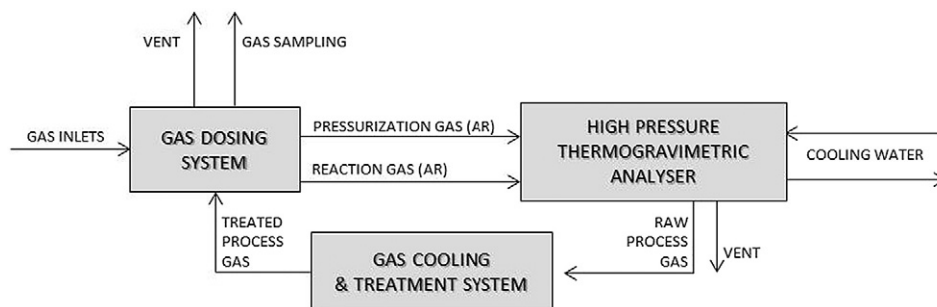 VENT
GAS SAMPLING
GAS INLETS
GAS DOSING
SYSTEM
PRESSURIZATION GAS (AR)
REACTION GAS (AR)
HIGH PRESSURE
THERMOGRAVIMETRIC
ANALYSER
COOLING WATER
TREATED
PROCESS
GAS
GAS COOLING
& TREATMENT SYSTEM
RAW
PROCESS
GAS
VENT